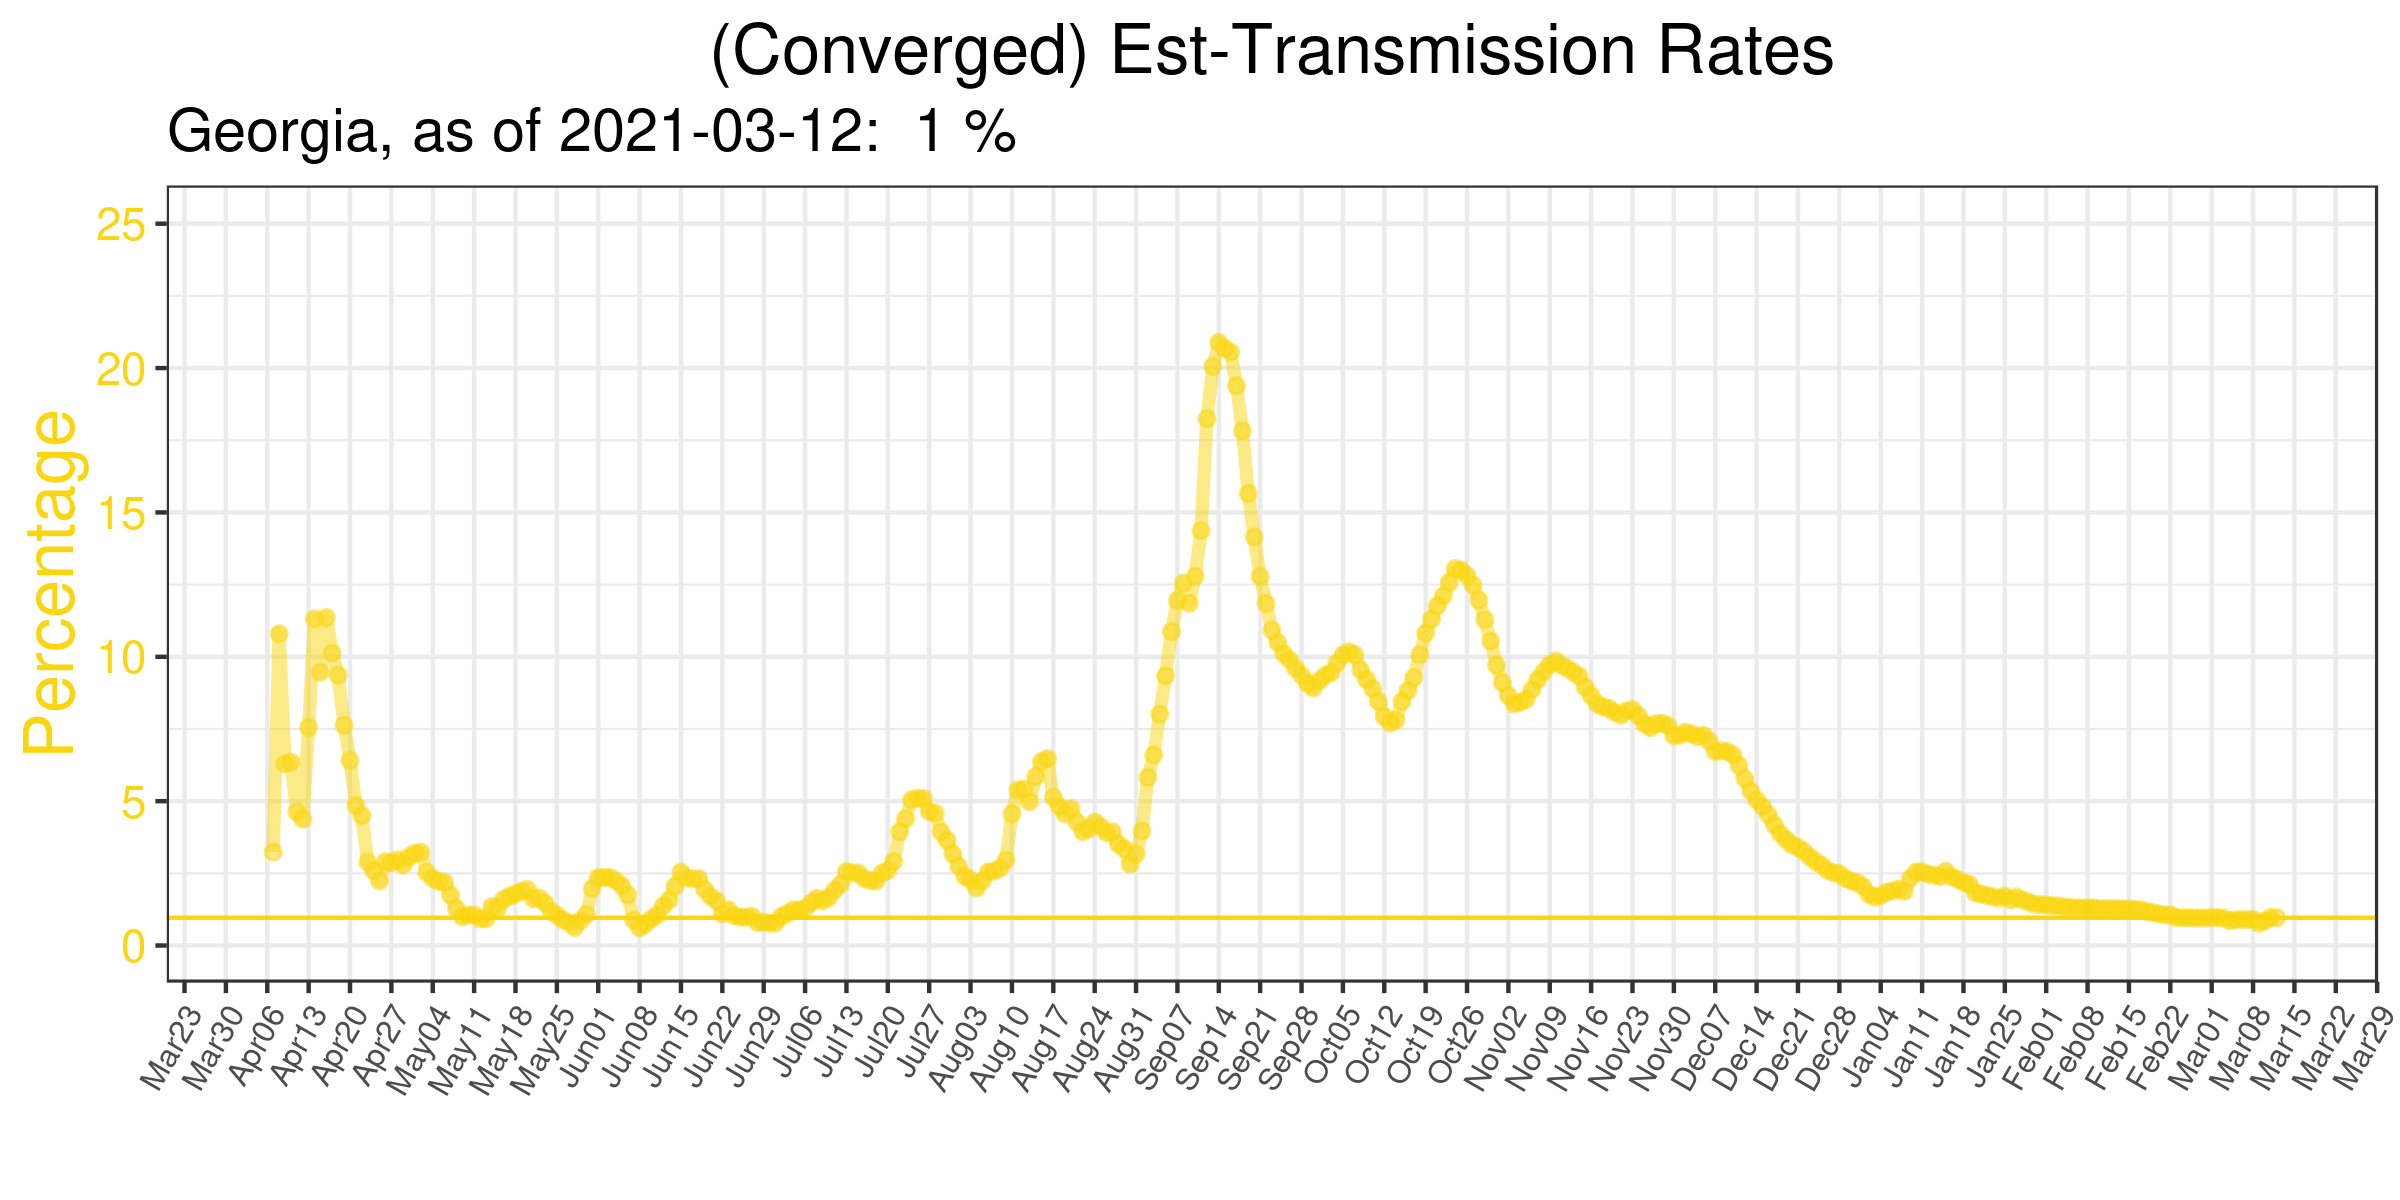 (Converged) Est-Transmission Rates
Georgia, as of 2021-03-12:  1 %
Percentage
25
20
15
10
5
0
Mar23
Mar30
Apr06
Apr13
Apr20
Apr27
May04
May11
May18
May25
Jun01
Jun08
Jun15
Jun22
Jun29
Jul06
Jul13
Jul20
Jul27
Aug03
Aug10
Aug17
Aug24
Aug31
Sep07
Sep14
Sep21
Sep28
Oct05
Oct12
Oct19
Oct26
Nov02
Nov09
Nov16
Nov23
Nov30
Dec07
Dec14
Dec21
Dec28
Jan04
Jan11
Jan18
Jan25
Feb01
Feb08
Feb15
Feb22
Mar01
Mar08
Mar15
Mar22
Mar29